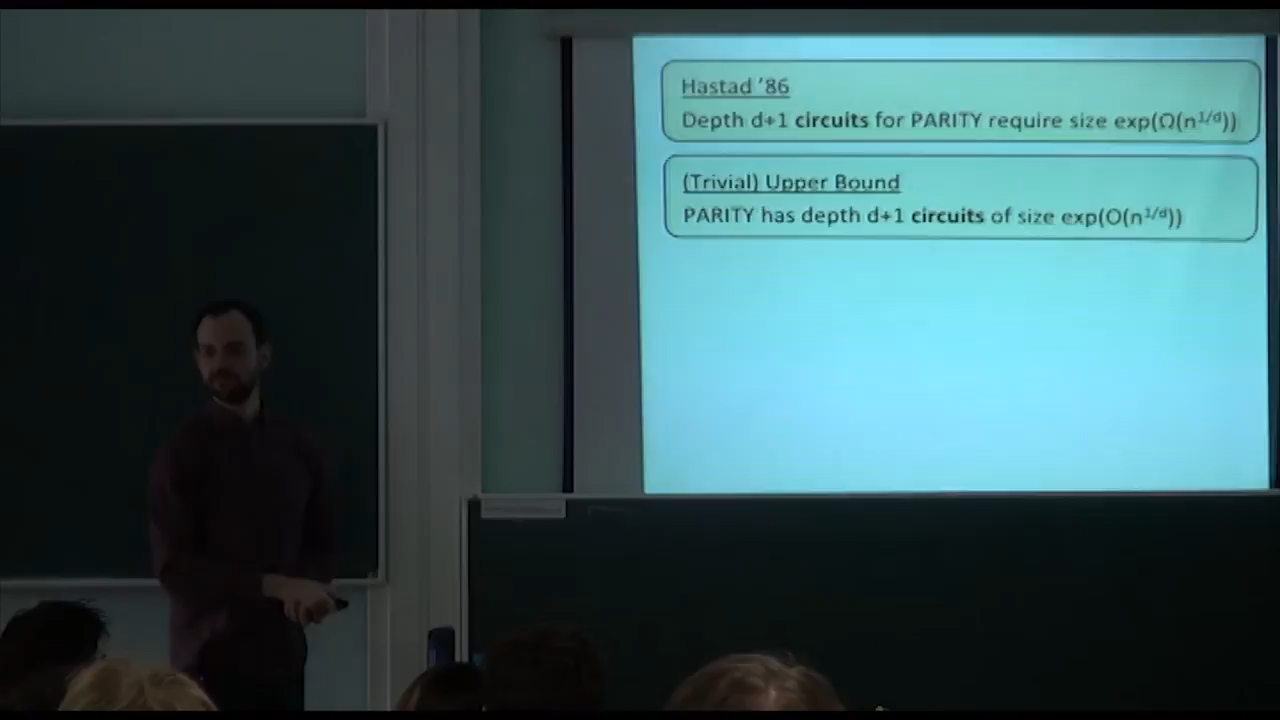 Hastad ’86
Depth d+1 circuits for PARITY require size exp(Ω(n^{1/d}))
(Trivial) Upper Bound
PARITY has depth d+1 circuits of size exp(O(n^{1/d}))